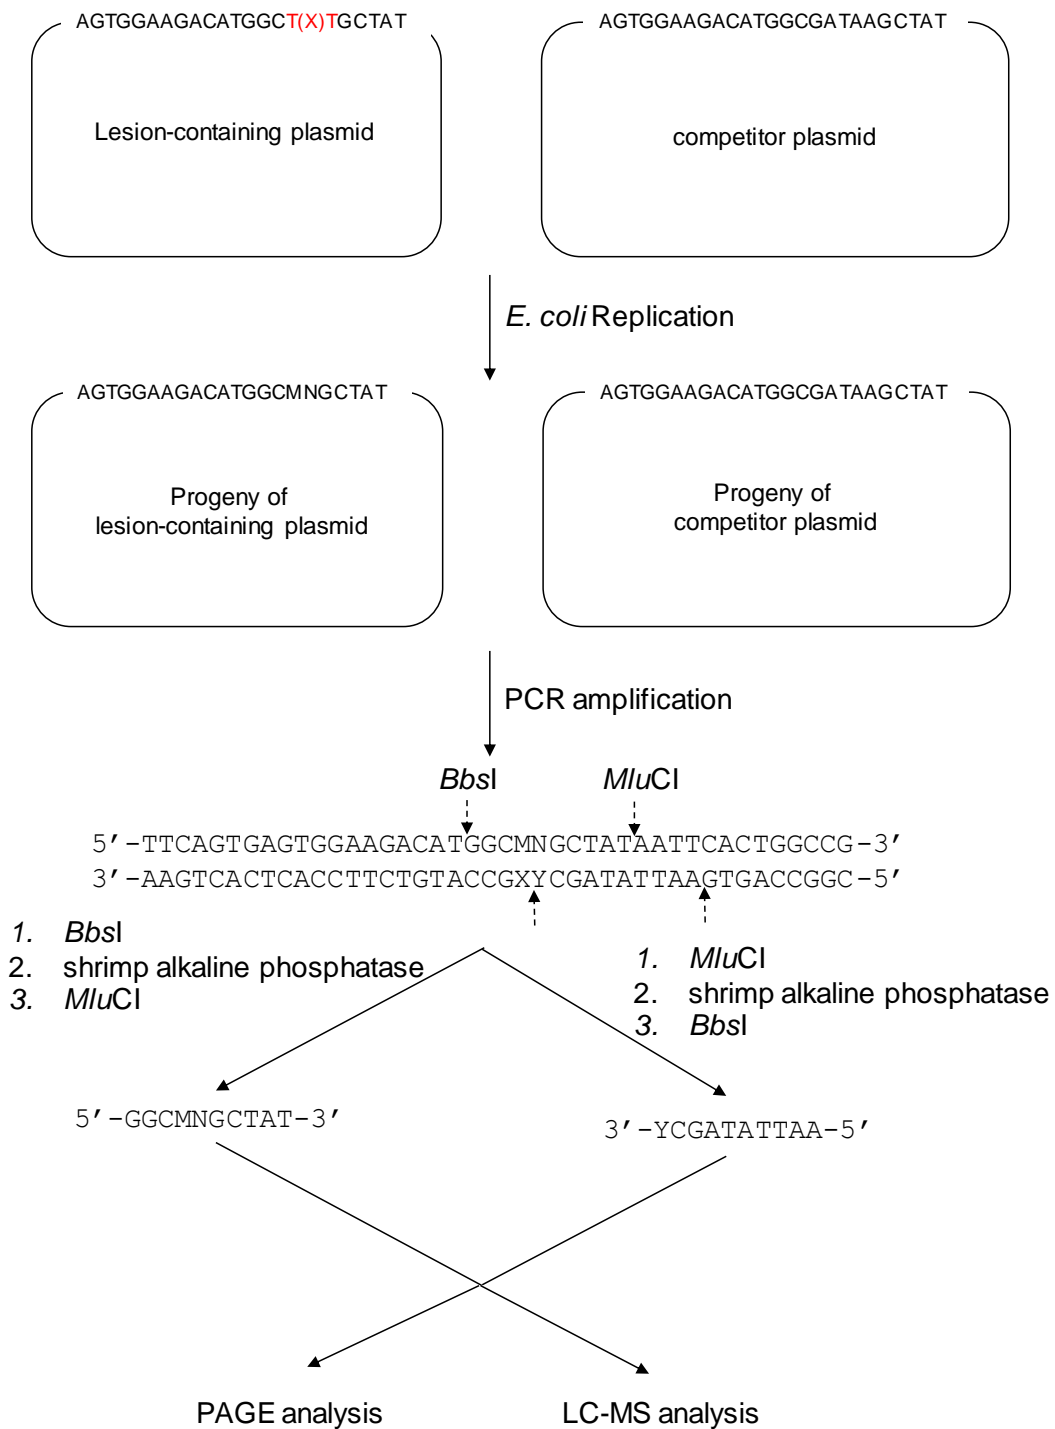 AGTGGAAGACATGGCT(X)TGCTAT
AGTGGAAGACATGGCGATAAGCTAT
Lesion-containing plasmid
competitor plasmid
E. coli Replication
AGTGGAAGACATGGCMNGCTAT
AGTGGAAGACATGGCGATAAGCTAT
Progeny of
lesion-containing plasmid
Progeny of
competitor plasmid
PCR amplification
BbsI
MluCI
5′-TTCAGTGAGTGGAAGACATGGCMNGCTATAATTCACTGGCCG-3′
3′-AAGTCACTCACCTTCTGTACCGXYCGATATTAAGTGACCGGC-5′
1. BbsI
2. shrimp alkaline phosphatase
3. MluCI
1. MluCI
2. shrimp alkaline phosphatase
3. BbsI
5′-GGCMNGCTAT-3′
3′-YCGATATTAA-5′
PAGE analysis
LC-MS analysis